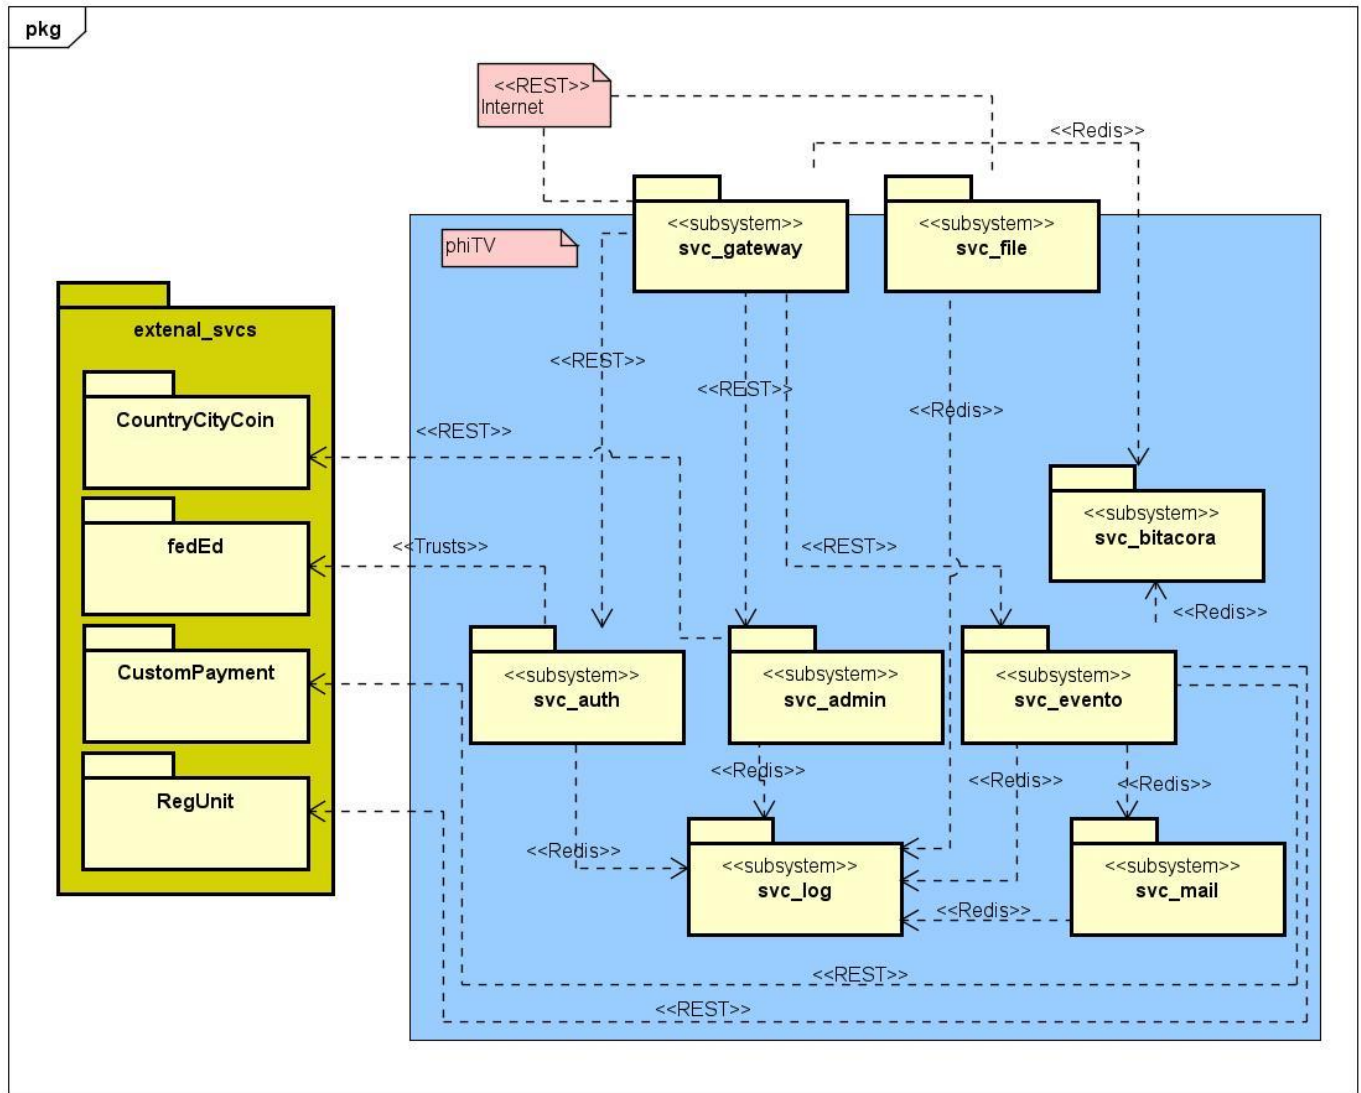 pkg
<<REST>>
Internet
<<Redis>>
<<subsystem>>
svc_gateway
<<subsystem>>
svc_file
phiTV
extenal_svcs
<<REST>>
<<REST>>
<<REST>>
<<Redis>>
CountryCityCoin
<<subsystem>>
svc_bitacora
fedEd
<<Trusts>>
<<REST>>
<<Redis>>
CustomPayment
<<subsystem>>
svc_auth
<<subsystem>>
svc_admin
<<subsystem>>
svc_evento
<<Redis>>
<<Redis>>
<<Redis>>
RegUnit
<<Redis>>
<<subsystem>>
svc_log
<<subsystem>>
svc_mail
<<Redis>>
<<REST>>
<<REST>>